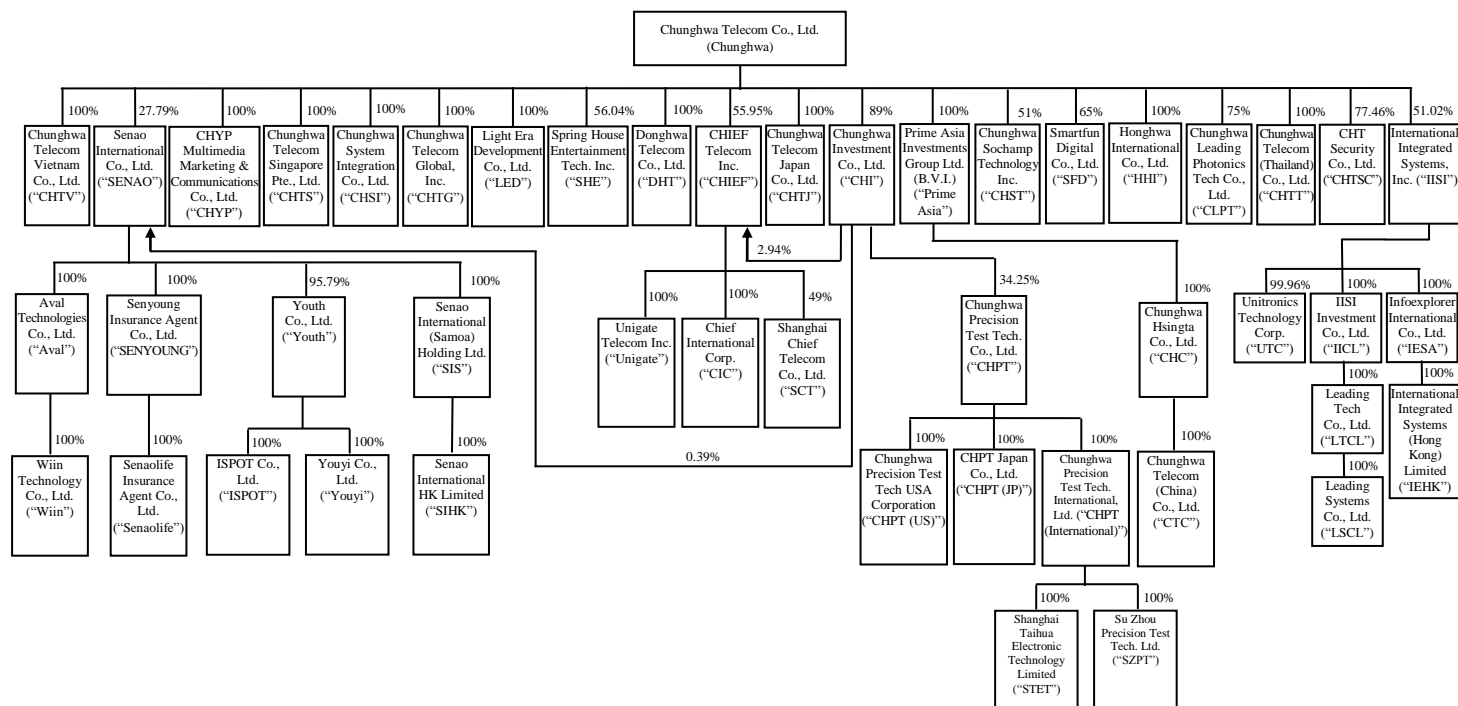 Chunghwa Telecom Co., Ltd.
(Chunghwa)
100%
27.79%
100%
100%
100%
100%
100%
56.04%
100%
55.95%
100%
89%
100%
51%
65%
100%
75%
100%
77.46%
51.02%
Chunghwa
Telecom
Vietnam
Co., Ltd.
(“CHTV”)
Senao
International
Co., Ltd.
(“SENAO”)
CHYP
Multimedia
Marketing &
Communications
Co., Ltd.
(“CHYP”)
Chunghwa
Telecom
Singapore
Pte., Ltd.
(“CHTS”)
Chunghwa
System
Integration
Co., Ltd.
(“CHSI”)
Chunghwa
Telecom
Global,
Inc.
(“CHTG”)
Light Era
Development
Co., Ltd.
(“LED”)
Spring House
Entertainment
Tech. Inc.
(“SHE”)
Donghwa
Telecom
Co., Ltd.
(“DHT”)
CHIEF
Telecom
Inc.
(“CHIEF”)
Chunghwa
Telecom
Japan
Co., Ltd.
(“CHTJ”)
Chunghwa
Investment
Co., Ltd.
(“CHI”)
Prime Asia
Investments
Group Ltd.
(B.V.I.)
(“Prime
Asia”)
Chunghwa
Sochamp
Technology
Inc.
(“CHST”)
Smartfun
Digital
Co., Ltd.
(“SFD”)
Honghwa
International
Co., Ltd.
(“HHI”)
Chunghwa
Leading
Photonics
Tech Co.,
Ltd.
(“CLPT”)
Chunghwa
Telecom
(Thailand)
Co., Ltd.
(“CHTT”)
CHT
Security
Co., Ltd.
(“CHTSC”)
International
Integrated
Systems,
Inc. (“IISI”)
2.94%
100%
100%
95.79%
100%
Aval
Technologies
Co., Ltd.
(“Aval”)
Senyoung
Insurance Agent
Co., Ltd.
(“SENYOUNG”)
Youth
Co., Ltd.
(“Youth”)
Senao
International
(Samoa)
Holding Ltd.
(“SIS”)
100%
100%
49%
Unigate
Telecom Inc.
(“Unigate”)
Chief
International
Corp.
(“CIC”)
Shanghai
Chief
Telecom
Co., Ltd.
(“SCT”)
34.25%
Chunghwa
Precision
Test Tech.
Co., Ltd.
(“CHPT”)
100%
Chunghwa
Hsingta
Co., Ltd.
(“CHC”)
99.96%
100%
100%
Unitronics
Technology
Corp.
(“UTC”)
IISI
Investment
Co., Ltd.
(“IICL”)
Infoexplorer
International
Co., Ltd.
(“IESA”)
100%
100%
Leading
Tech
Co., Ltd.
(“LTCL”)
International
Integrated
Systems
(Hong
Kong)
Limited
(“IEHK”)
100%
Leading
Systems
Co., Ltd.
(“LSCL”)
100%
100%
100%
100%
100%
0.39%
Wiin
Technology
Co., Ltd.
(“Wiin”)
Senaolife
Insurance
Agent Co.,
Ltd.
(“Senaolife”)
ISPOT Co.,
Ltd.
(“ISPOT”)
Youyi Co.,
Ltd.
(“Youyi”)
Senao
International
HK Limited
(“SIHK”)
100%
100%
100%
100%
Chunghwa
Precision Test
Tech USA
Corporation
(“CHPT (US)”)
CHPT Japan
Co., Ltd.
(“CHPT (JP)”)
Chunghwa
Precision
Test Tech.
International,
Ltd. (“CHPT
(International)”)
Chunghwa
Telecom
(China)
Co., Ltd.
(“CTC”)
100%
100%
Shanghai
Taihua
Electronic
Technology
Limited
(“STET”)
Su Zhou
Precision Test
Tech. Ltd.
(“SZPT”)